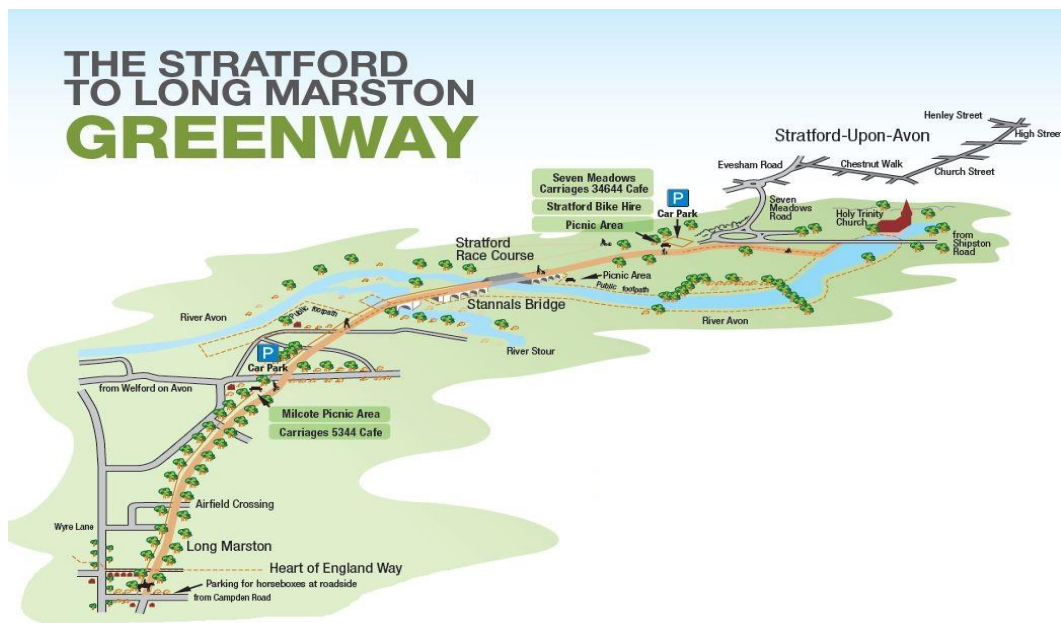 THE STRATFORD
TO LONG MARSTON
GREENWAY
Henley Street
High Street
Stratford-Upon-Avon
Evesham Road
Chestnut Walk
Church Street
Seven Meadows
Carriages 34644 Cafe
Stratford Bike Hire
Picnic Area
P
Car Park
Seven
Meadows
Road
Holy Trinity
Church
from
Shipston
Road
Stratford
Race Course
Picnic Area
Public footpath
Stannals Bridge
River Avon
River Avon
Public footpath
River Stour
P
Car Park
from Welford on Avon
Milcote Picnic Area
Carriages 5344 Cafe
Airfield Crossing
Wyre Lane
Long Marston
Heart of England Way
Parking for horseboxes at roadside
from Campden Road